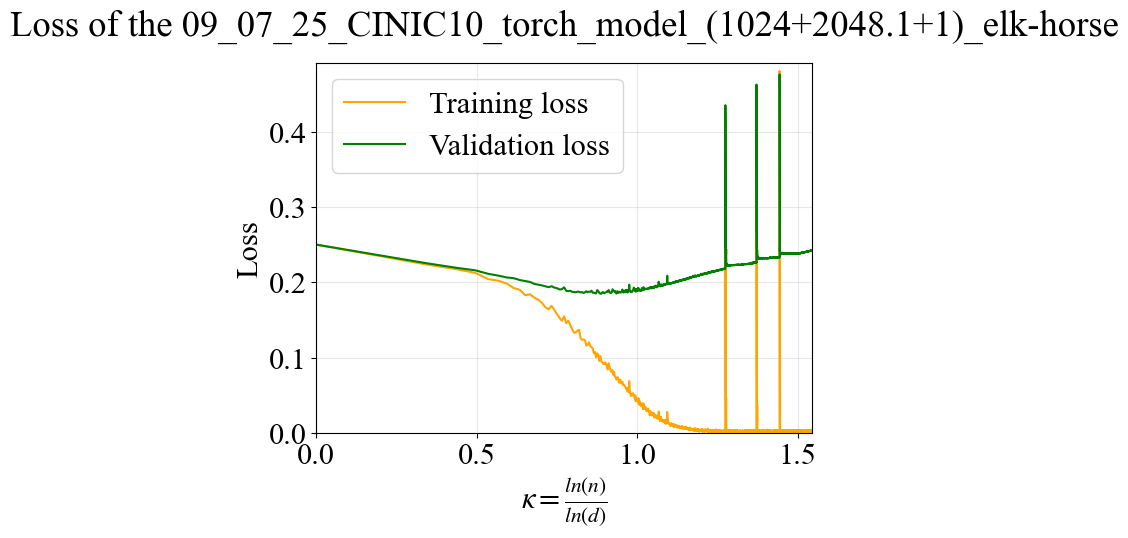 Loss of the 09_07_25_CINIC10_torch_model_(1024+2048.1+1)_elk-horse
Training loss
Validation loss
Loss
0.4
0.3
0.2
0.1
0.0
0.0 0.5 1.0 1.5
κ = ln(n)/ln(d)